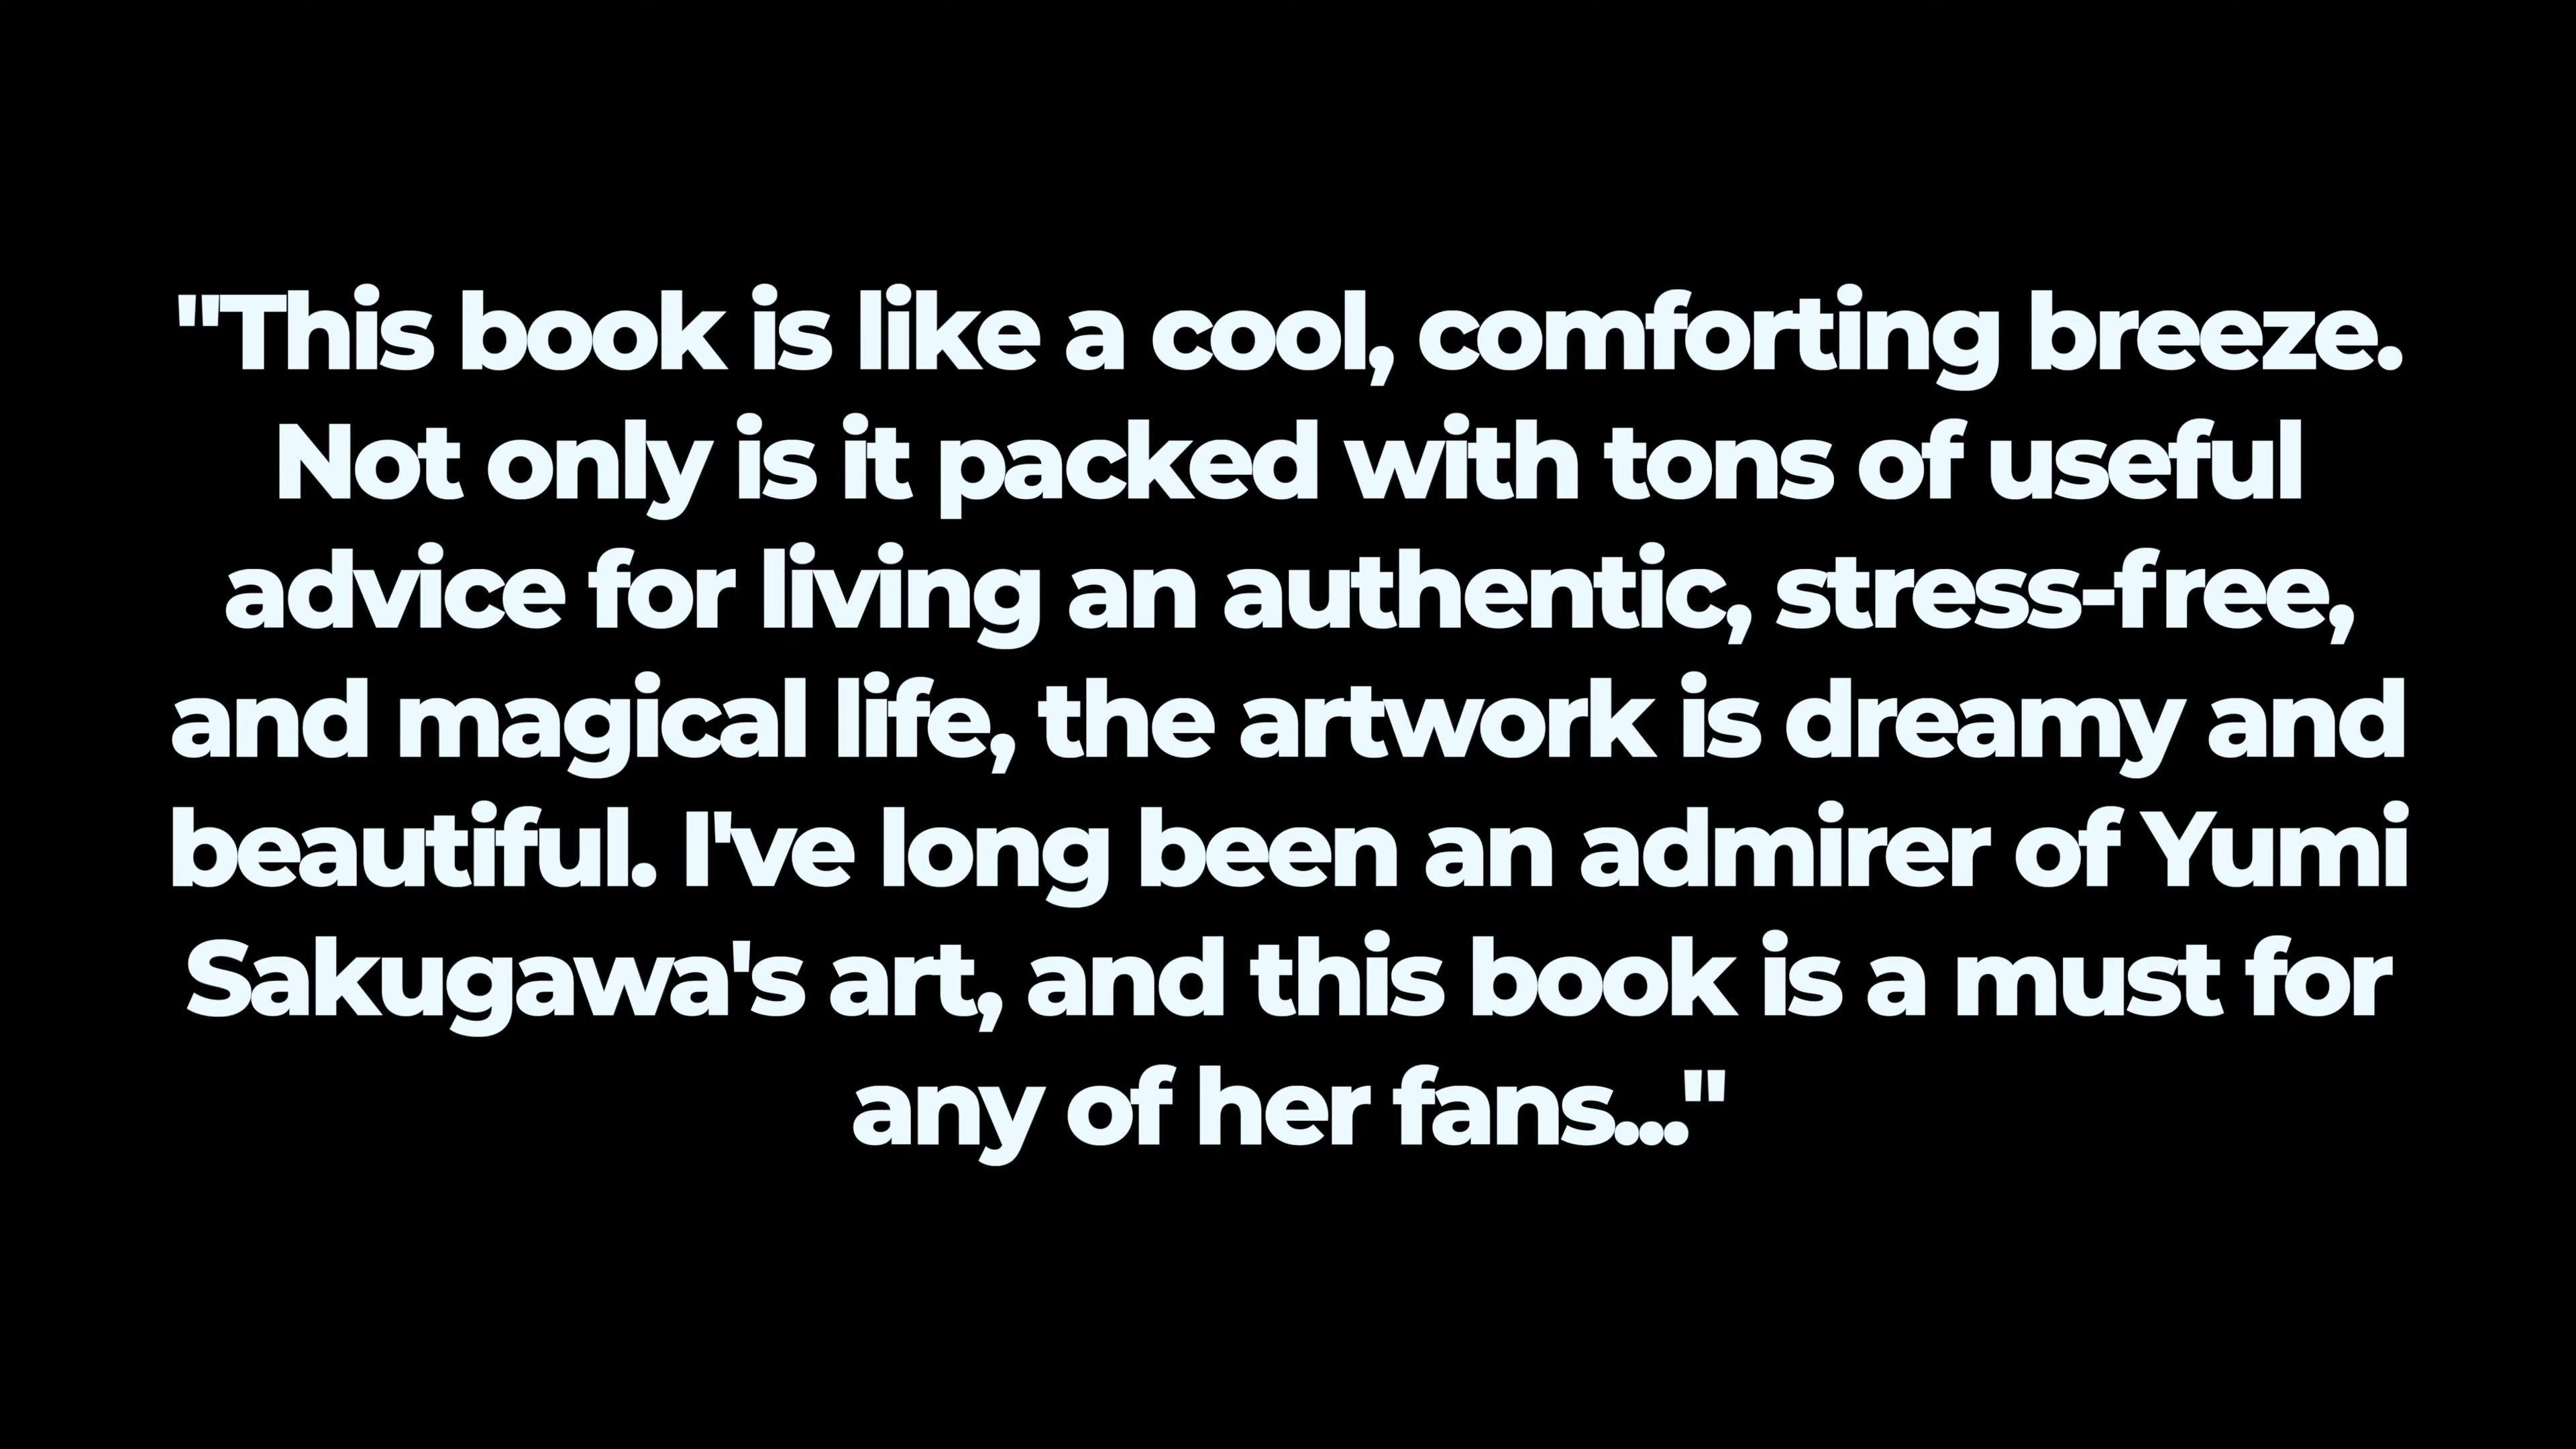 "This book is like a cool, comforting breeze.
Not only is it packed with tons of useful
advice for living an authentic, stress-free,
and magical life, the artwork is dreamy and
beautiful. I've long been an admirer of Yumi
Sakugawa's art, and this book is a must for
any of her fans..."